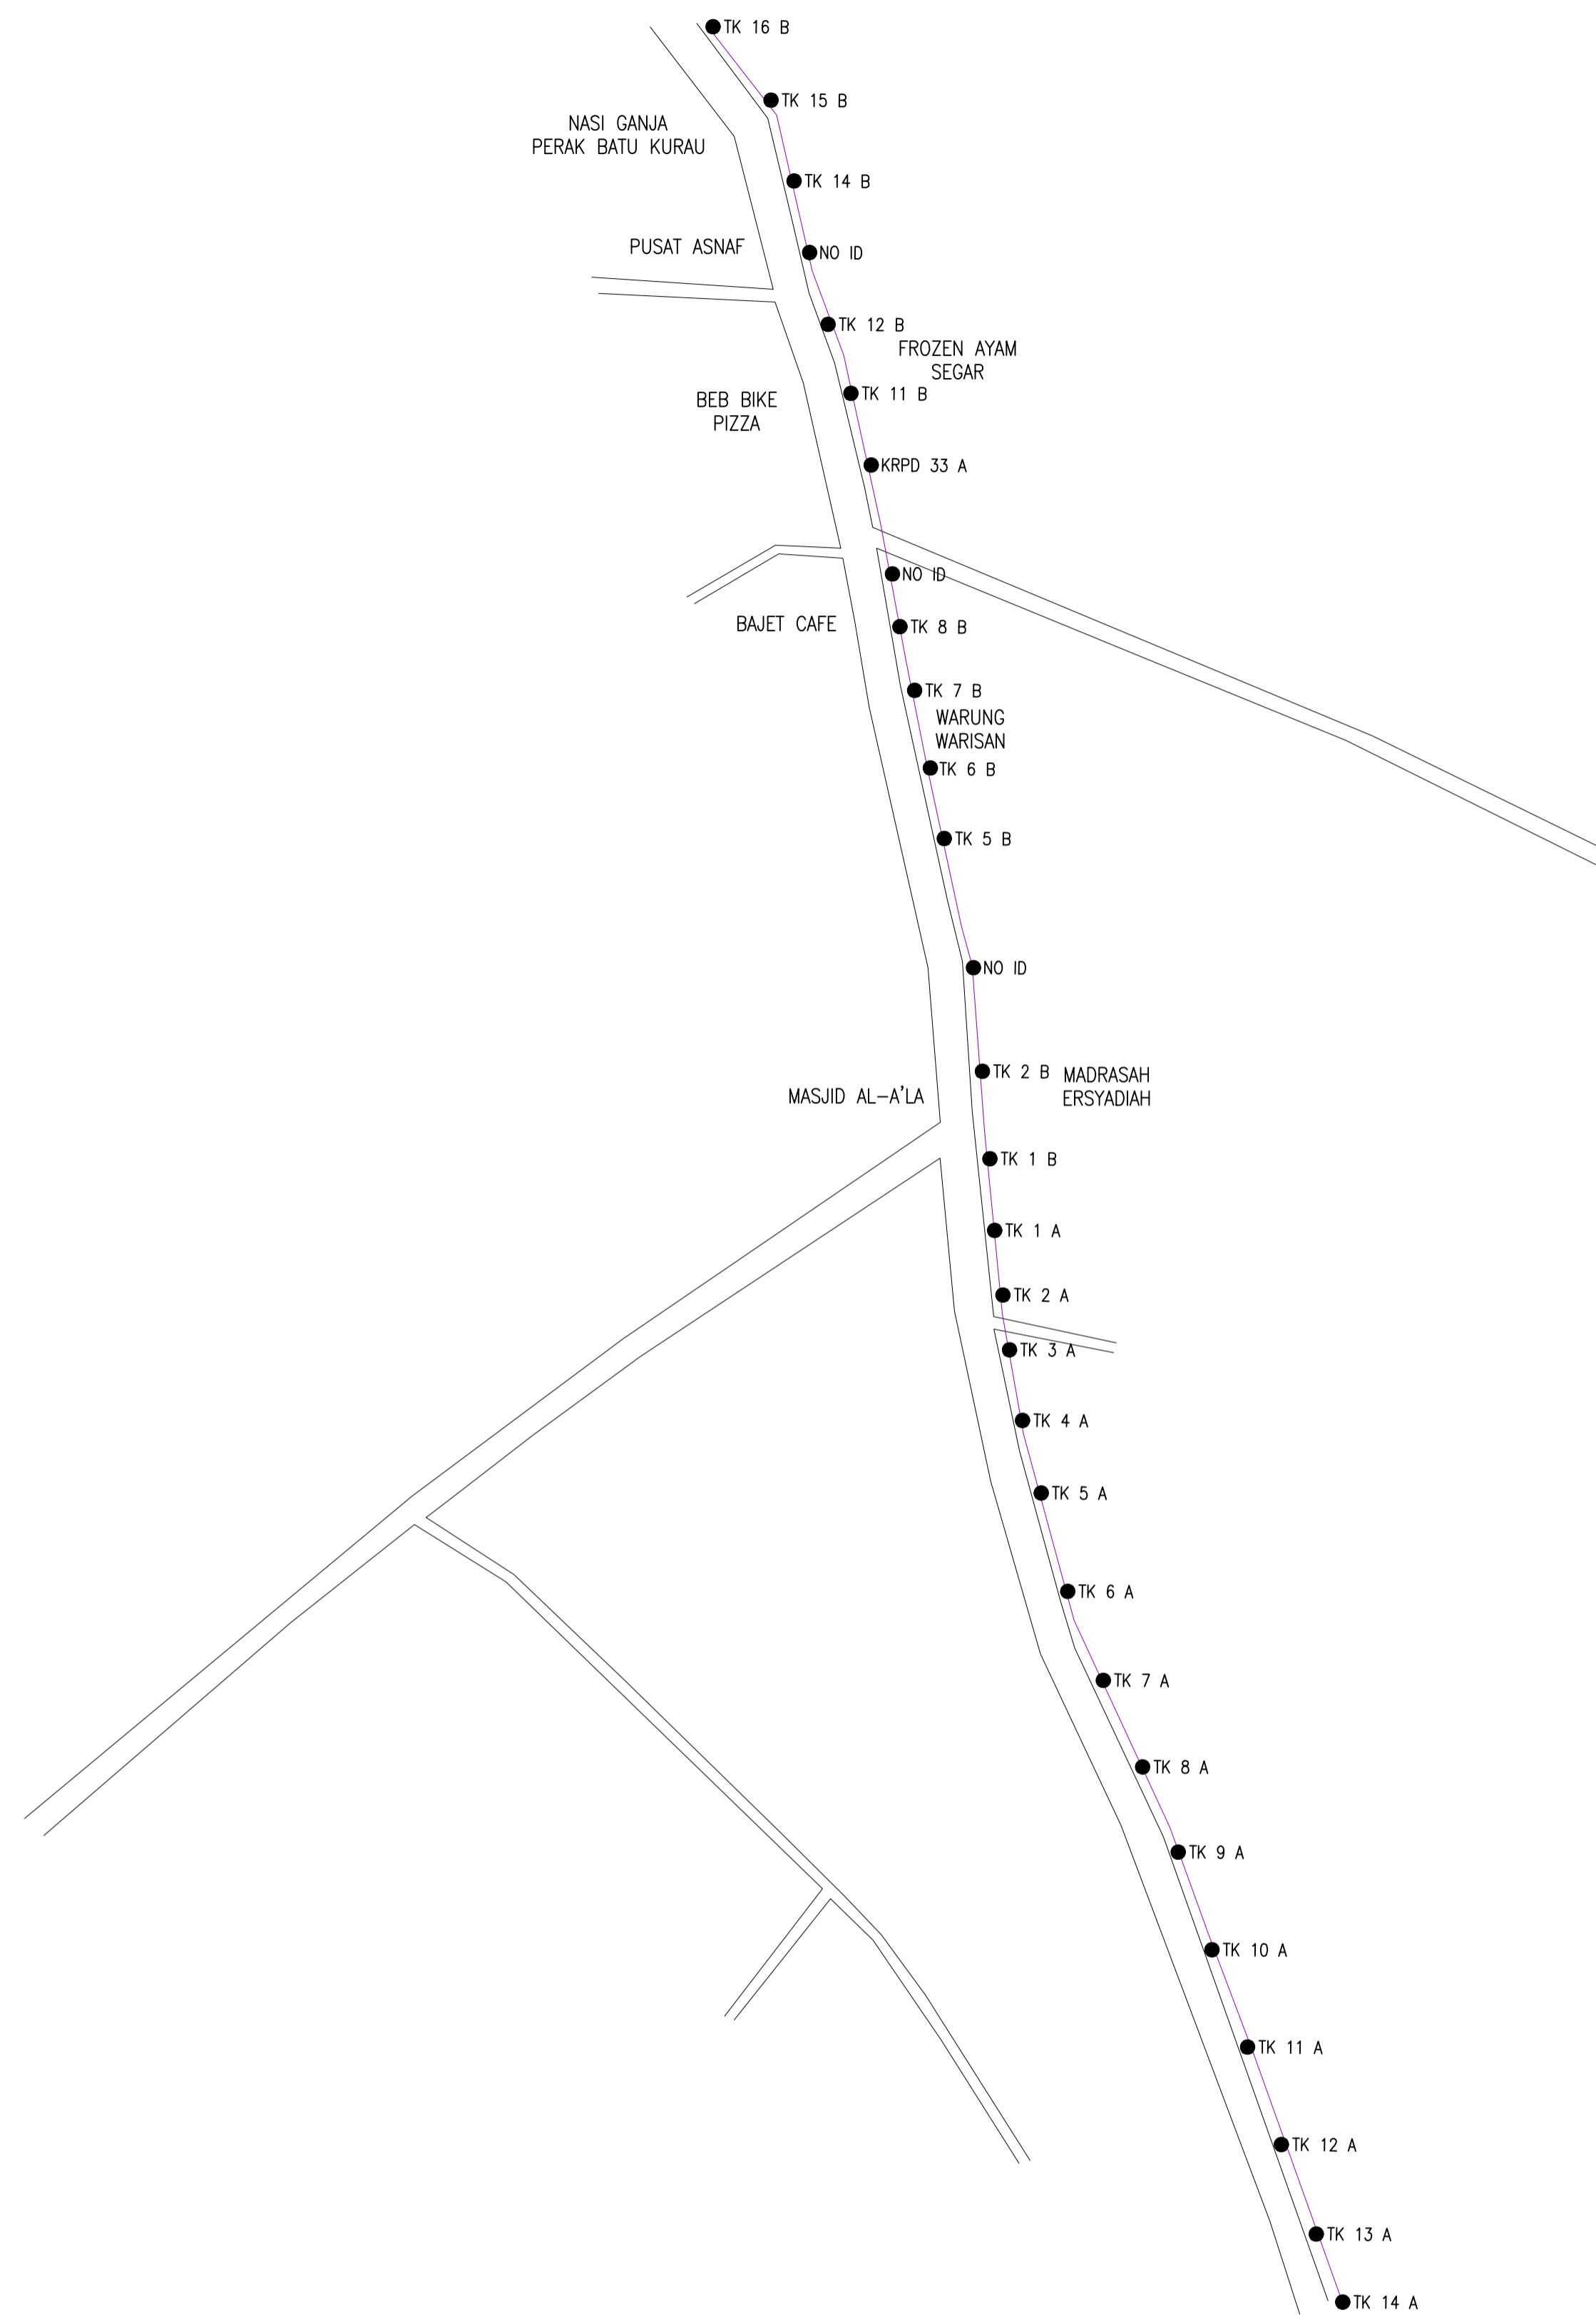 TK 16 B
TK 15 B
NASI GANJA
PERAK BATU KURAU
TK 14 B
PUSAT ASNAF
NO ID
TK 12 B
FROZEN AYAM
SEGAR
BEB BIKE
PIZZA
TK 11 B
KRPD 33 A
NO ID
BAJET CAFE
TK 8 B
TK 7 B
WARUNG
WARISAN
TK 6 B
TK 5 B
NO ID
TK 2 B
MADRASAH
ERSYADIAH
MASJID AL-A'LA
TK 1 B
TK 1 A
TK 2 A
TK 3 A
TK 4 A
TK 5 A
TK 6 A
TK 7 A
TK 8 A
TK 9 A
TK 10 A
TK 11 A
TK 12 A
TK 13 A
TK 14 A